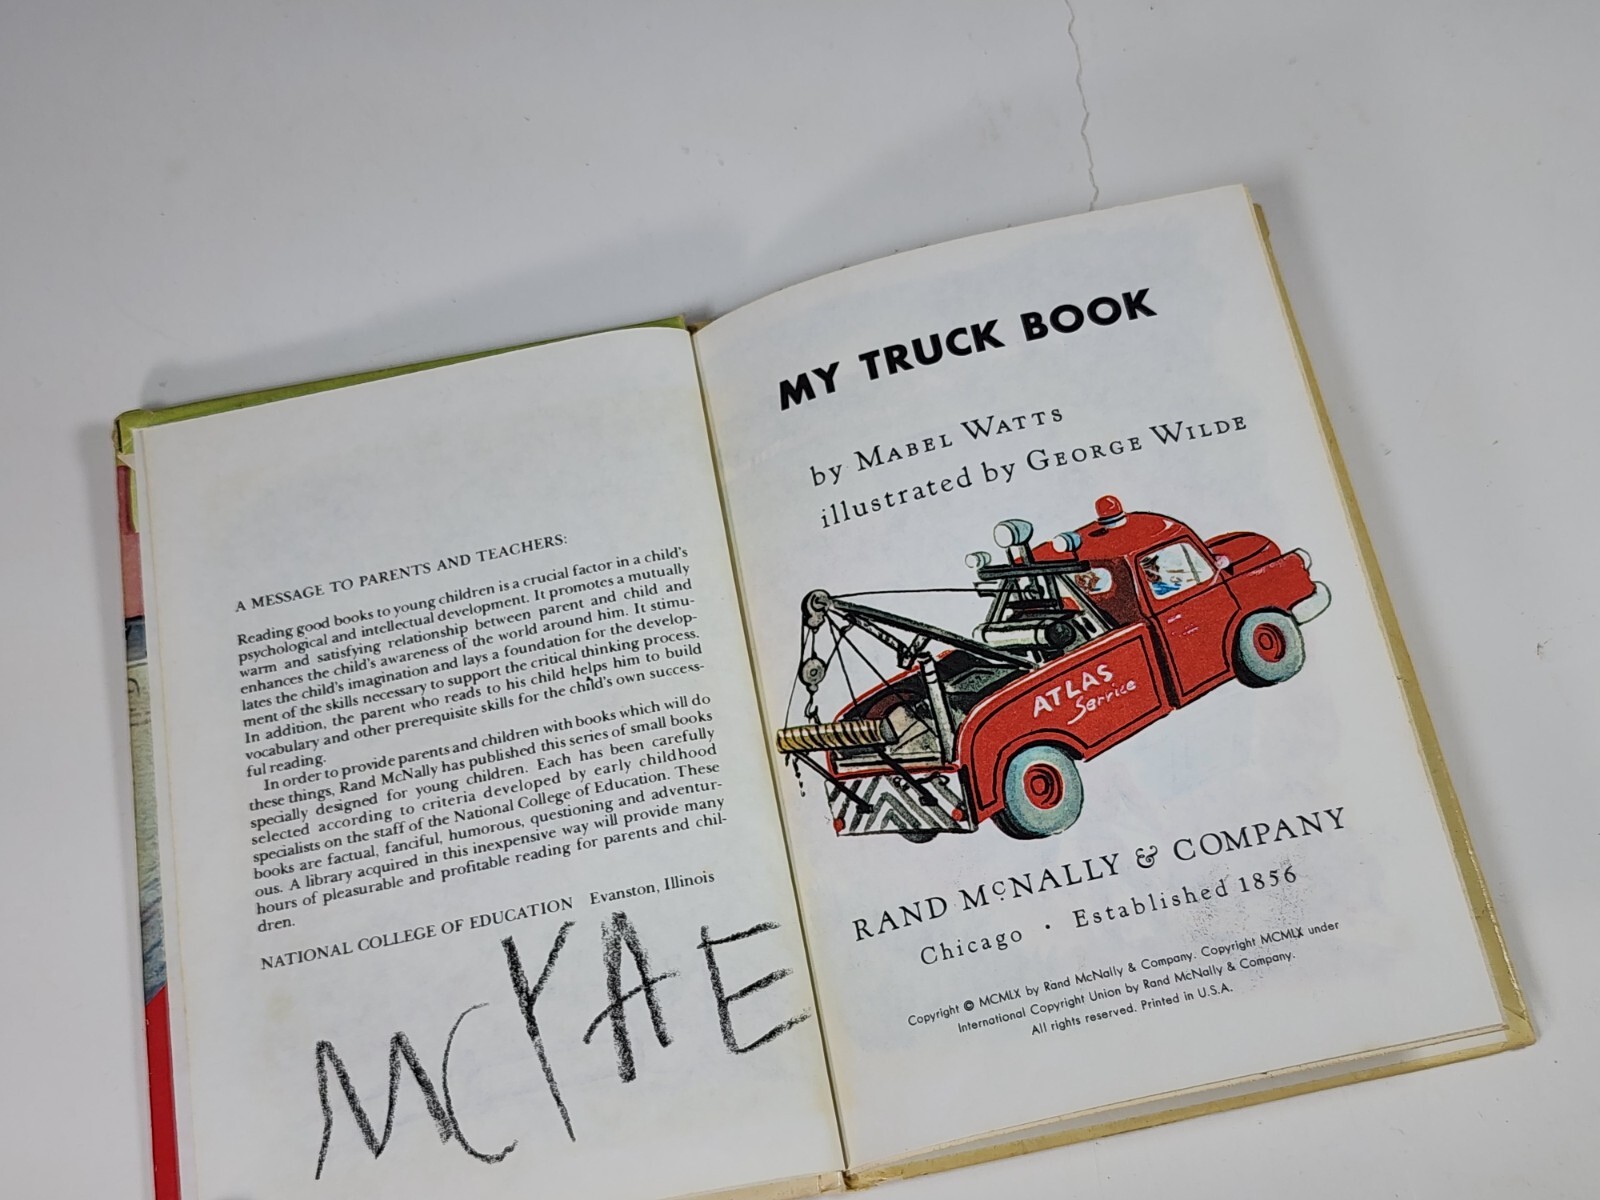 A MESSAGE TO PARENTS AND TEACHERS:
Reading good books to young children is a crucial factor in a child's
psychological and intellectual development. It promotes a mutually
warm and satisfying relationship between parent and child and
enhances the child's awareness of the world around him. It stimu-
lates the child's imagination and lays a foundation for the develop-
ment of the skills necessary to support the critical thinking process.
In addition, the parent who reads to his child helps him to build
vocabulary and other prerequisite skills for the child's own success-
ful reading.
In order to provide parents and children with books which will do
these things, Rand McNally has published this series of small books
specially designed for young children. Each has been carefully
selected according to criteria developed by early childhood
specialists on the staff of the National College of Education. These
books are factual, fanciful, humorous, questioning and adventur-
ous. A library acquired in this inexpensive way will provide many
hours of pleasurable and profitable reading for parents and chil-
dren.
NATIONAL COLLEGE OF EDUCATION Evanston, Illinois
MCYAE
MY TRUCK BOOK
by MABEL WATTS
illustrated by GEORGE WILDE
ATLAS
Service
RAND MCNALLY & COMPANY
Chicago · Established 1856
Copyright © MCMLX by Rand McNally & Company. Copyright MCMLX under
International Copyright Union by Rand McNally & Company.
All rights reserved. Printed in U.S.A.